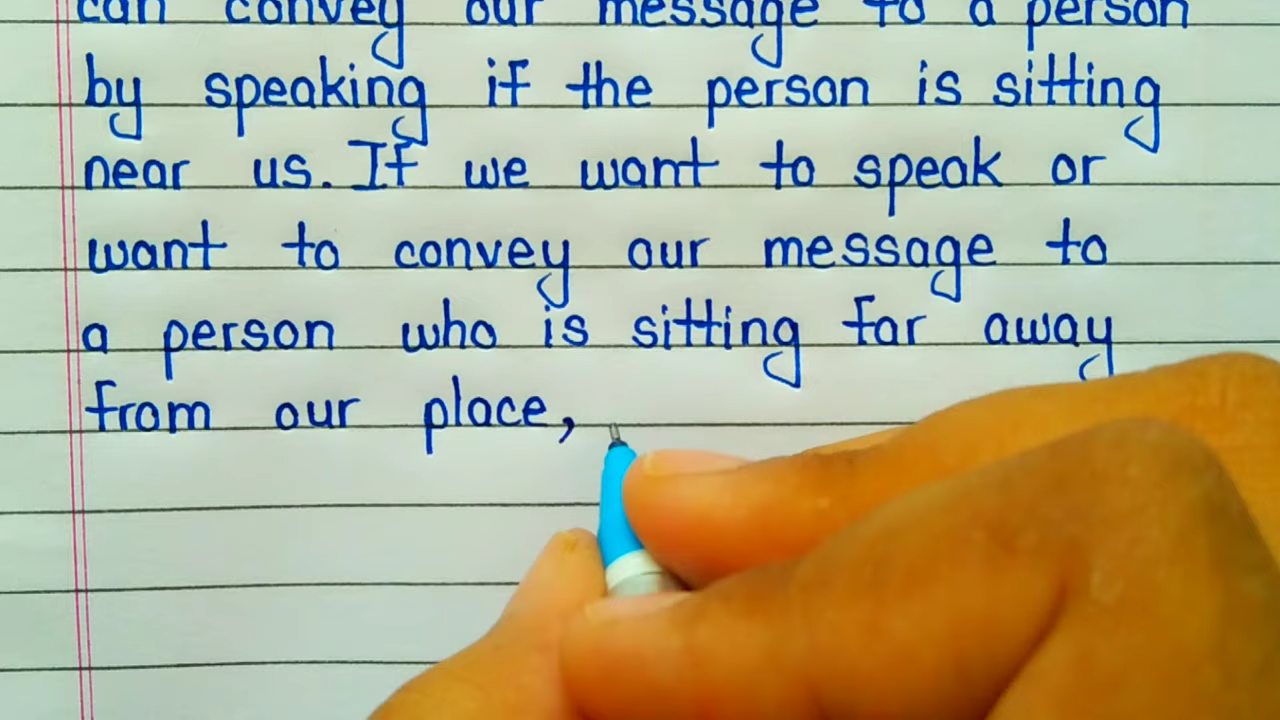 can convey our message to a person
by speaking if the person is sitting
near us. If we want to speak or
want to convey our message to
a person who is sitting far away
from our place,